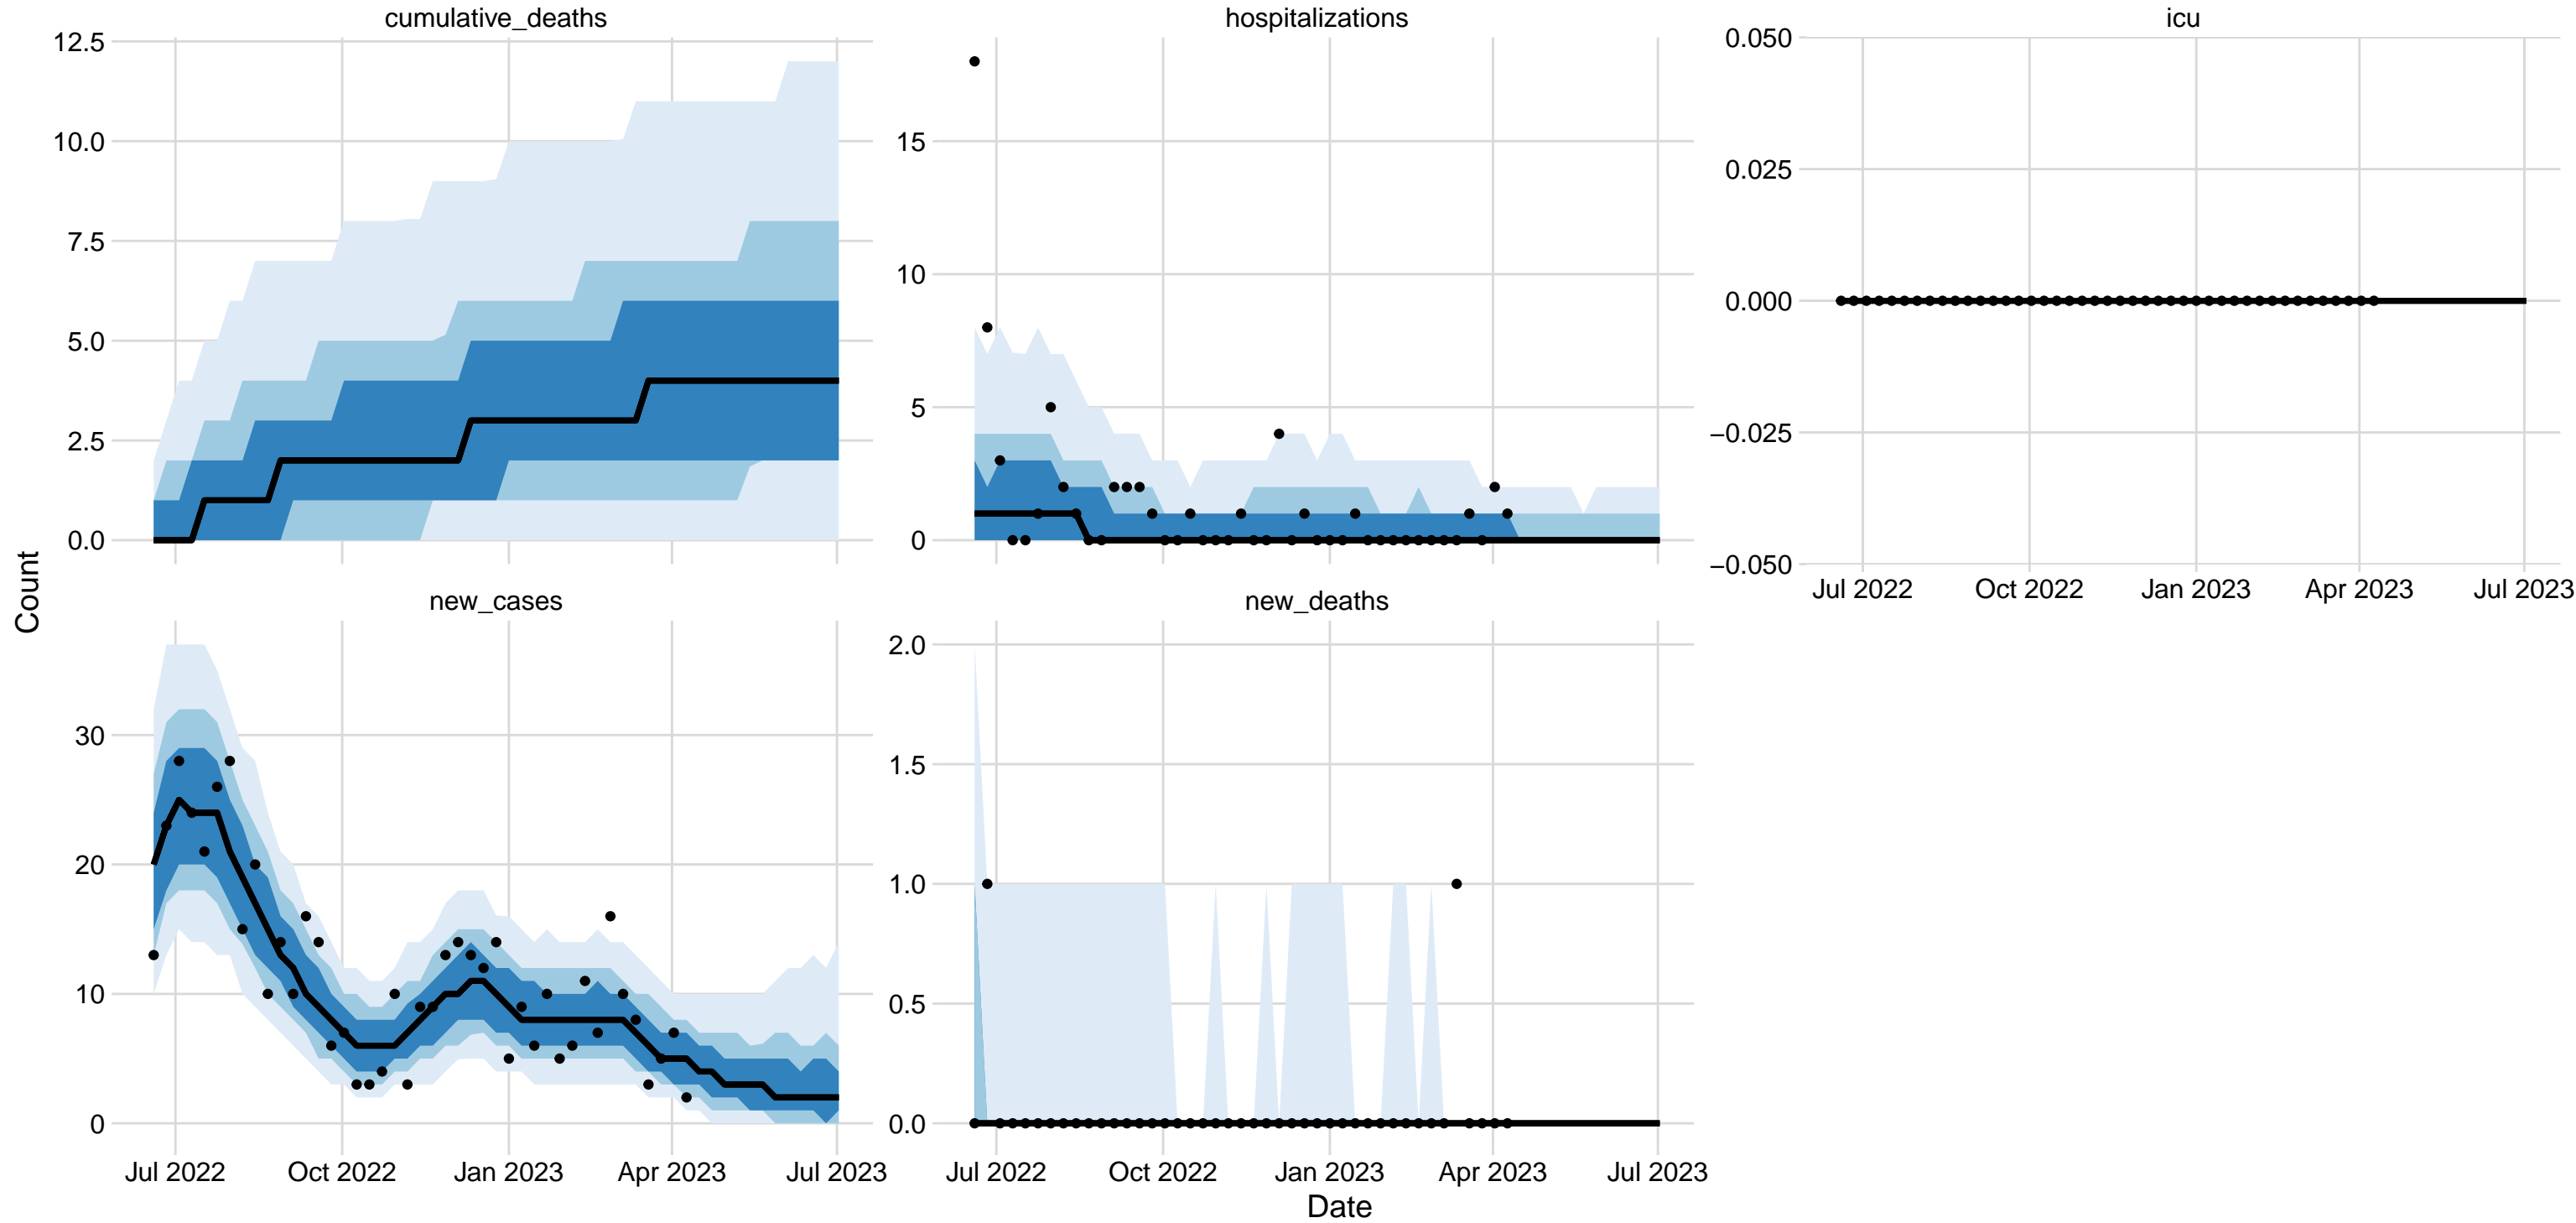 cumulative_deaths
hospitalizations
icu
12.5
10.0
7.5
5.0
2.5
0.0
15
10
5
0
0.050
0.025
0.000
−0.025
−0.050
Jul 2022 Oct 2022 Jan 2023 Apr 2023 Jul 2023
Count
new_cases
new_deaths
30
20
10
0
2.0
1.5
1.0
0.5
0.0
Jul 2022 Oct 2022 Jan 2023 Apr 2023 Jul 2023
Jul 2022 Oct 2022 Jan 2023 Apr 2023 Jul 2023
Date